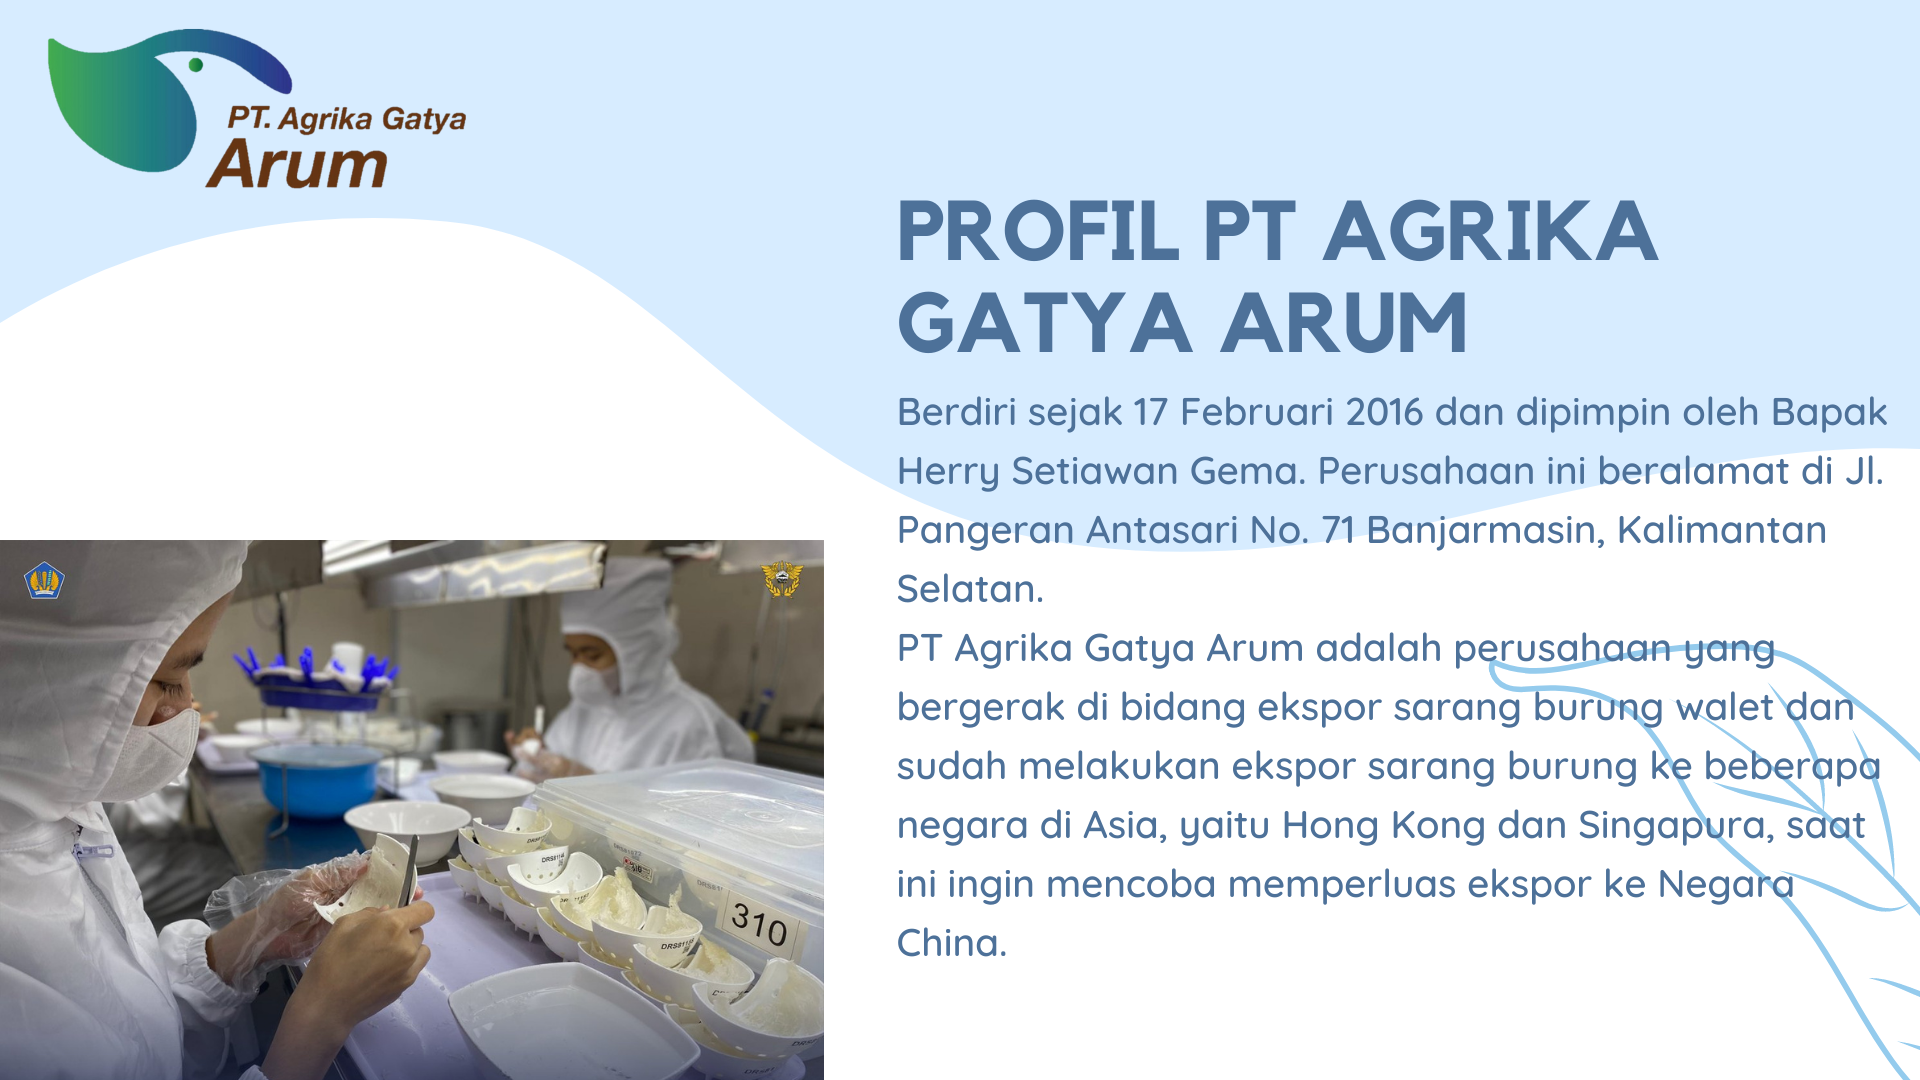 PT. Agrika Gatya
Arum
PROFIL PT AGRIKA
GATYA ARUM
Berdiri sejak 17 Februari 2016 dan dipimpin oleh Bapak
Herry Setiawan Gema. Perusahaan ini beralamat di Jl.
Pangeran Antasari No. 71 Banjarmasin, Kalimantan
Selatan.
PT Agrika Gatya Arum adalah perusahaan yang
bergerak di bidang ekspor sarang burung walet dan
sudah melakukan ekspor sarang burung ke beberapa
negara di Asia, yaitu Hong Kong dan Singapura, saat
ini ingin mencoba memperluas ekspor ke Negara
China.
310